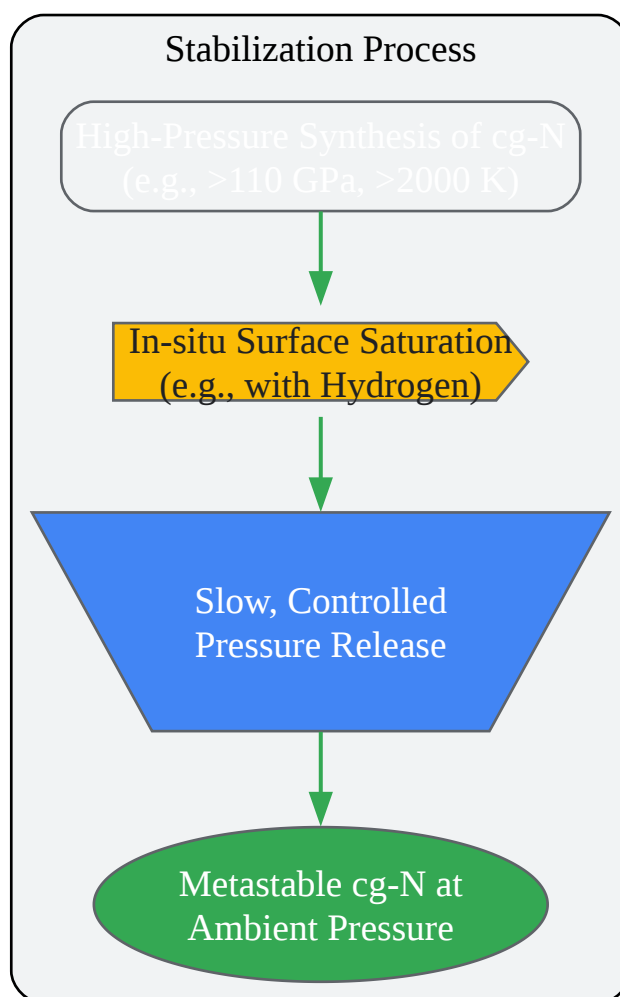 Stabilization Process
High-Pressure Synthesis of cg-N
(e.g., >110 GPa, >2000 K)
In-situ Surface Saturation
(e.g., with Hydrogen)
Slow, Controlled
Pressure Release
Metastable cg-N at
Ambient Pressure